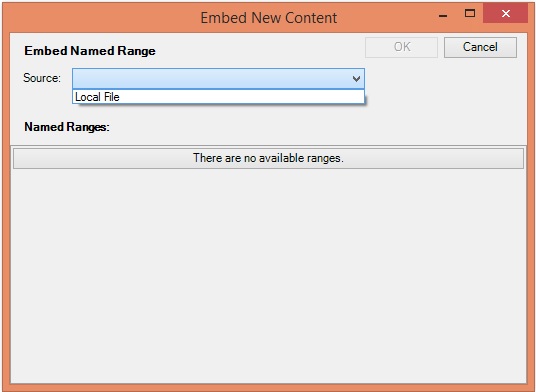 Embed New Content
Embed Named Range
OK
Cancel
Source:
Local File
Named Ranges:
There are no available ranges.